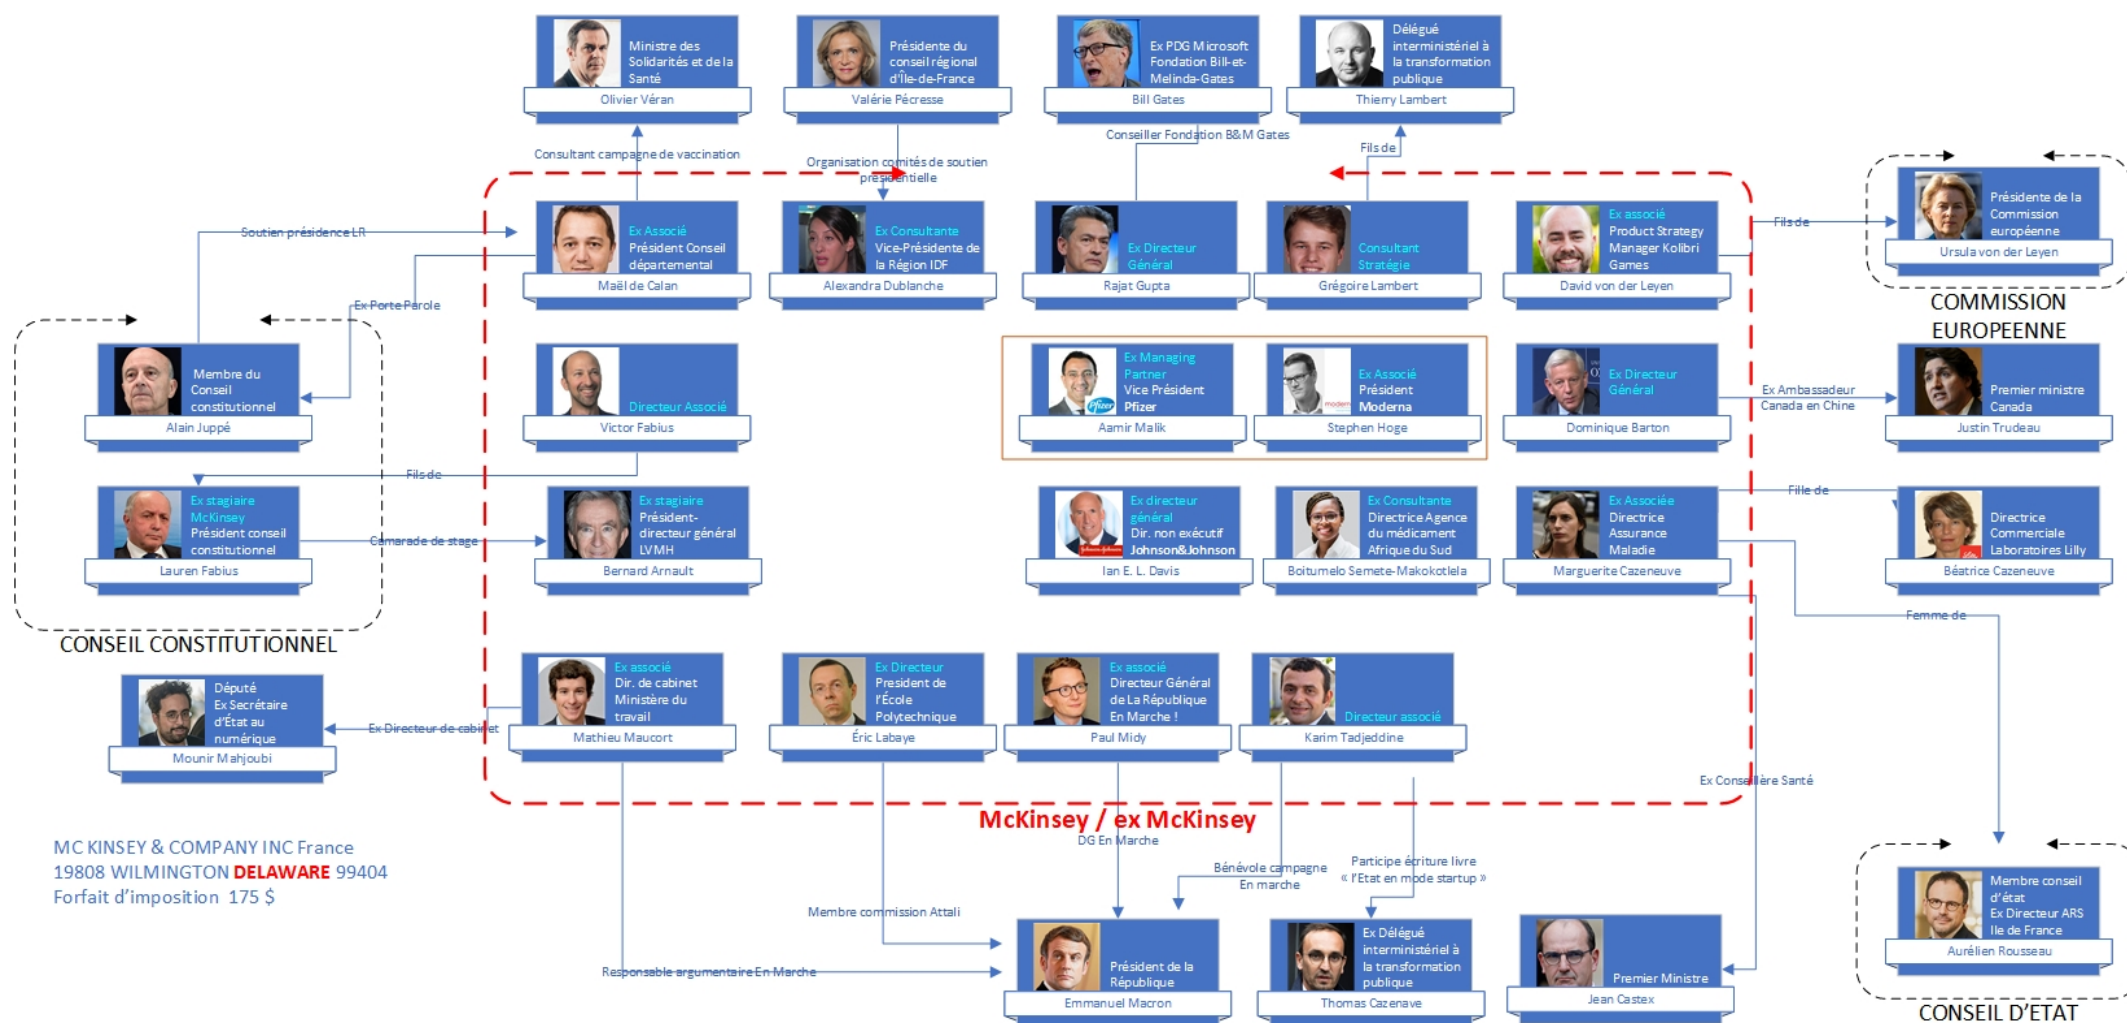 Ministre des
Solidarités et de la
Santé
Olivier Véran
Présidente du
conseil régional
d'Île-de-France
Valérie Pécresse
Ex PDG Microsoft
Fondation Bill-et-
Melinda-Gates
Bill Gates
Délégué
interministériel à
la transformation
publique
Thierry Lambert
Consultant campagne de vaccination
Organisation comités de soutien
présidentielle
Conseiller Fondation B&M Gates
Fils de
Soutien présidence LR
Ex Associé
Président Conseil
départemental
Maël de Calan
Ex Consultante
Vice-Présidente de
la Région IDF
Alexandra Dublanche
Ex Directeur
Général
Rajat Gupta
Consultant
Stratégie
Grégoire Lambert
Ex associé
Product Strategy
Manager Kolibri
Games
David von der Leyen
Fils de
Présidente de la
Commission
européenne
Ursula von der Leyen
COMMISSION
EUROPEENNE
Ex Porte Parole
Membre du
Conseil
constitutionnel
Alain Juppé
Directeur Associé
Victor Fabius
Ex Managing
Partner
Vice Président
Pfizer
Pfizer
Aamir Malik
Ex Associé
Président
Moderna
moderna
Stephen Hoge
Ex Directeur
Général
Dominique Barton
Ex Ambassadeur
Canada en Chine
Premier ministre
Canada
Justin Trudeau
Fils de
Ex stagiaire
McKinsey
Président conseil
constitutionnel
Lauren Fabius
Camarade de stage
Ex stagiaire
Président-
directeur général
LVMH
Bernard Arnault
Ex directeur
général
Dir. non exécutif
Johnson&Johnson
Johnson&Johnson
Ian E. L. Davis
Ex Consultante
Directrice Agence
du médicament
Afrique du Sud
Boitumelo Semete-Makokotlela
Ex Associée
Directrice
Assurance
Maladie
Marguerite Cazeneuve
Fille de
Directrice
Commerciale
Laboratoires Lilly
Béatrice Cazeneuve
Femme de
CONSEIL CONSTITUTIONNEL
Député
Ex Secrétaire
d'État au
numérique
Mounir Mahjoubi
Ex Directeur de cabinet
Ex associé
Dir. de cabinet
Ministère du
travail
Mathieu Maucort
Ex Directeur
President de
l'École
Polytechnique
Éric Labaye
Ex associé
Directeur Général
de La République
En Marche !
Paul Midy
Directeur associé
Karim Tadjeddine
Ex Conseillère Santé
McKinsey / ex McKinsey
MC KINSEY & COMPANY INC France
19808 WILMINGTON DELAWARE 99404
Forfait d'imposition 175 $
DG En Marche
Bénévole campagne
En marche
Participe écriture livre
« l'Etat en mode startup »
Membre commission Attali
Responsable argumentaire En Marche
Président de la
République
Emmanuel Macron
Ex Délégué
interministériel à
la transformation
publique
Thomas Cazenave
Premier Ministre
Jean Castex
Membre conseil
d'état
Ex Directeur ARS
Ile de France
Aurélien Rousseau
CONSEIL D'ETAT